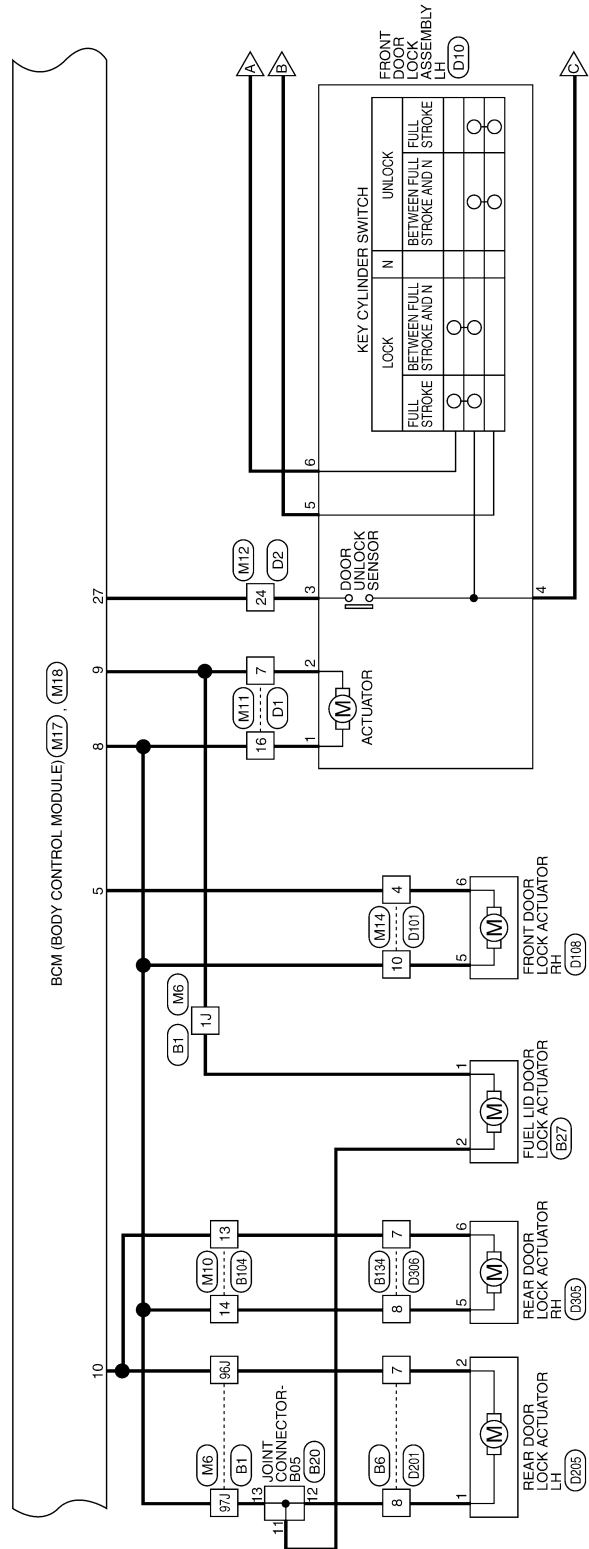 BCM (BODY CONTROL MODULE) M17 , M18
10
5
8
9
27
A
B
FRONT
DOOR
LOCK
ASSEMBLY
LH
D10
M12
D2
24
M11
D1
16
7
M6
B1
1J
M10
B104
14
13
M6
B1
97J
96J
JOINT
CONNECTOR-
B05
B20
13
12
11
M14
D101
10
4
B134
D306
8
7
B6
D201
8
7
1
2
3
5
6
4
ACTUATOR
M
DOOR
UNLOCK
SENSOR
KEY CYLINDER SWITCH
LOCK
N
UNLOCK
FULL
STROKE
BETWEEN FULL
STROKE AND N
BETWEEN FULL
STROKE AND N
FULL
STROKE
C
1
2
M
REAR DOOR
LOCK ACTUATOR
LH
D205
5
6
M
REAR DOOR
LOCK ACTUATOR
RH
D305
2
1
M
FUEL LID DOOR
LOCK ACTUATOR
B27
5
6
M
FRONT DOOR
LOCK ACTUATOR
RH
D108